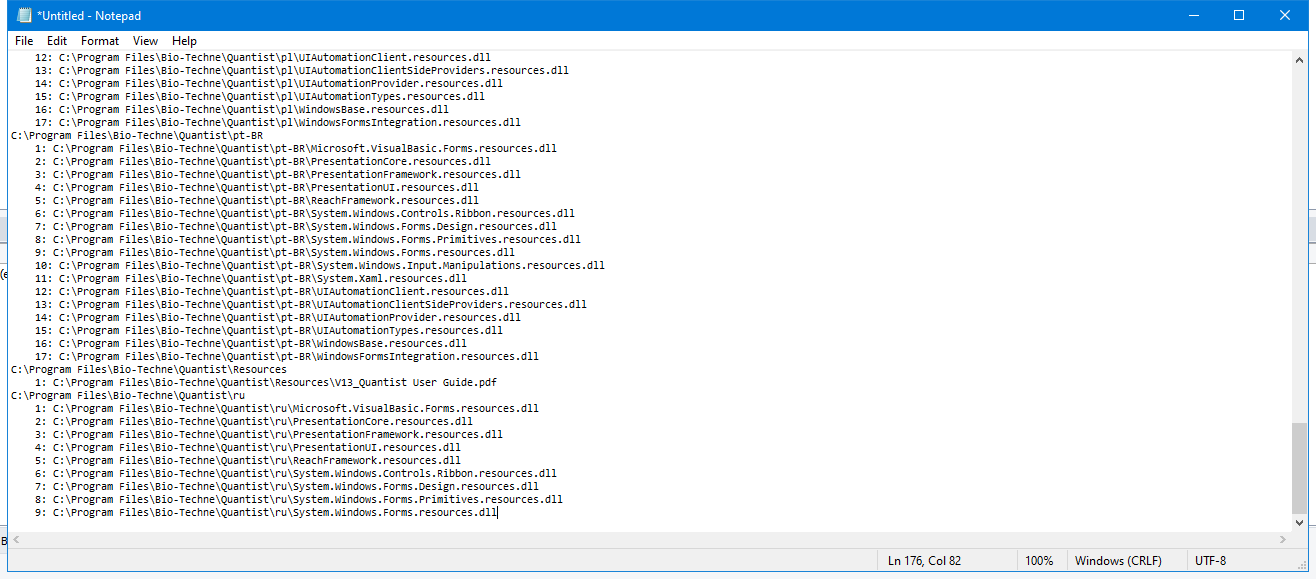 *Untitled - Notepad
File Edit Format View Help
12: C:\Program Files\Bio-Techne\Quantist\pl\UIAutomationClient.resources.dll
13: C:\Program Files\Bio-Techne\Quantist\pl\UIAutomationClientSideProviders.resources.dll
14: C:\Program Files\Bio-Techne\Quantist\pl\UIAutomationProvider.resources.dll
15: C:\Program Files\Bio-Techne\Quantist\pl\UIAutomationTypes.resources.dll
16: C:\Program Files\Bio-Techne\Quantist\pl\WindowsBase.resources.dll
17: C:\Program Files\Bio-Techne\Quantist\pl\WindowsFormsIntegration.resources.dll
C:\Program Files\Bio-Techne\Quantist\pt-BR
1: C:\Program Files\Bio-Techne\Quantist\pt-BR\Microsoft.VisualBasic.Forms.resources.dll
2: C:\Program Files\Bio-Techne\Quantist\pt-BR\PresentationCore.resources.dll
3: C:\Program Files\Bio-Techne\Quantist\pt-BR\PresentationFramework.resources.dll
4: C:\Program Files\Bio-Techne\Quantist\pt-BR\PresentationUI.resources.dll
5: C:\Program Files\Bio-Techne\Quantist\pt-BR\ReachFramework.resources.dll
6: C:\Program Files\Bio-Techne\Quantist\pt-BR\System.Windows.Controls.Ribbon.resources.dll
7: C:\Program Files\Bio-Techne\Quantist\pt-BR\System.Windows.Forms.Design.resources.dll
8: C:\Program Files\Bio-Techne\Quantist\pt-BR\System.Windows.Forms.Primitives.resources.dll
9: C:\Program Files\Bio-Techne\Quantist\pt-BR\System.Windows.Forms.resources.dll
10: C:\Program Files\Bio-Techne\Quantist\pt-BR\System.Windows.Input.Manipulations.resources.dll
11: C:\Program Files\Bio-Techne\Quantist\pt-BR\System.Xaml.resources.dll
12: C:\Program Files\Bio-Techne\Quantist\pt-BR\UIAutomationClient.resources.dll
13: C:\Program Files\Bio-Techne\Quantist\pt-BR\UIAutomationClientSideProviders.resources.dll
14: C:\Program Files\Bio-Techne\Quantist\pt-BR\UIAutomationProvider.resources.dll
15: C:\Program Files\Bio-Techne\Quantist\pt-BR\UIAutomationTypes.resources.dll
16: C:\Program Files\Bio-Techne\Quantist\pt-BR\WindowsBase.resources.dll
17: C:\Program Files\Bio-Techne\Quantist\pt-BR\WindowsFormsIntegration.resources.dll
C:\Program Files\Bio-Techne\Quantist\Resources
1: C:\Program Files\Bio-Techne\Quantist\Resources\V13_Quantist User Guide.pdf
C:\Program Files\Bio-Techne\Quantist\ru
1: C:\Program Files\Bio-Techne\Quantist\ru\Microsoft.VisualBasic.Forms.resources.dll
2: C:\Program Files\Bio-Techne\Quantist\ru\PresentationCore.resources.dll
3: C:\Program Files\Bio-Techne\Quantist\ru\PresentationFramework.resources.dll
4: C:\Program Files\Bio-Techne\Quantist\ru\PresentationUI.resources.dll
5: C:\Program Files\Bio-Techne\Quantist\ru\ReachFramework.resources.dll
6: C:\Program Files\Bio-Techne\Quantist\ru\System.Windows.Controls.Ribbon.resources.dll
7: C:\Program Files\Bio-Techne\Quantist\ru\System.Windows.Forms.Design.resources.dll
8: C:\Program Files\Bio-Techne\Quantist\ru\System.Windows.Forms.Primitives.resources.dll
9: C:\Program Files\Bio-Techne\Quantist\ru\System.Windows.Forms.resources.dll
Ln 176, Col 82 100% Windows (CRLF) UTF-8